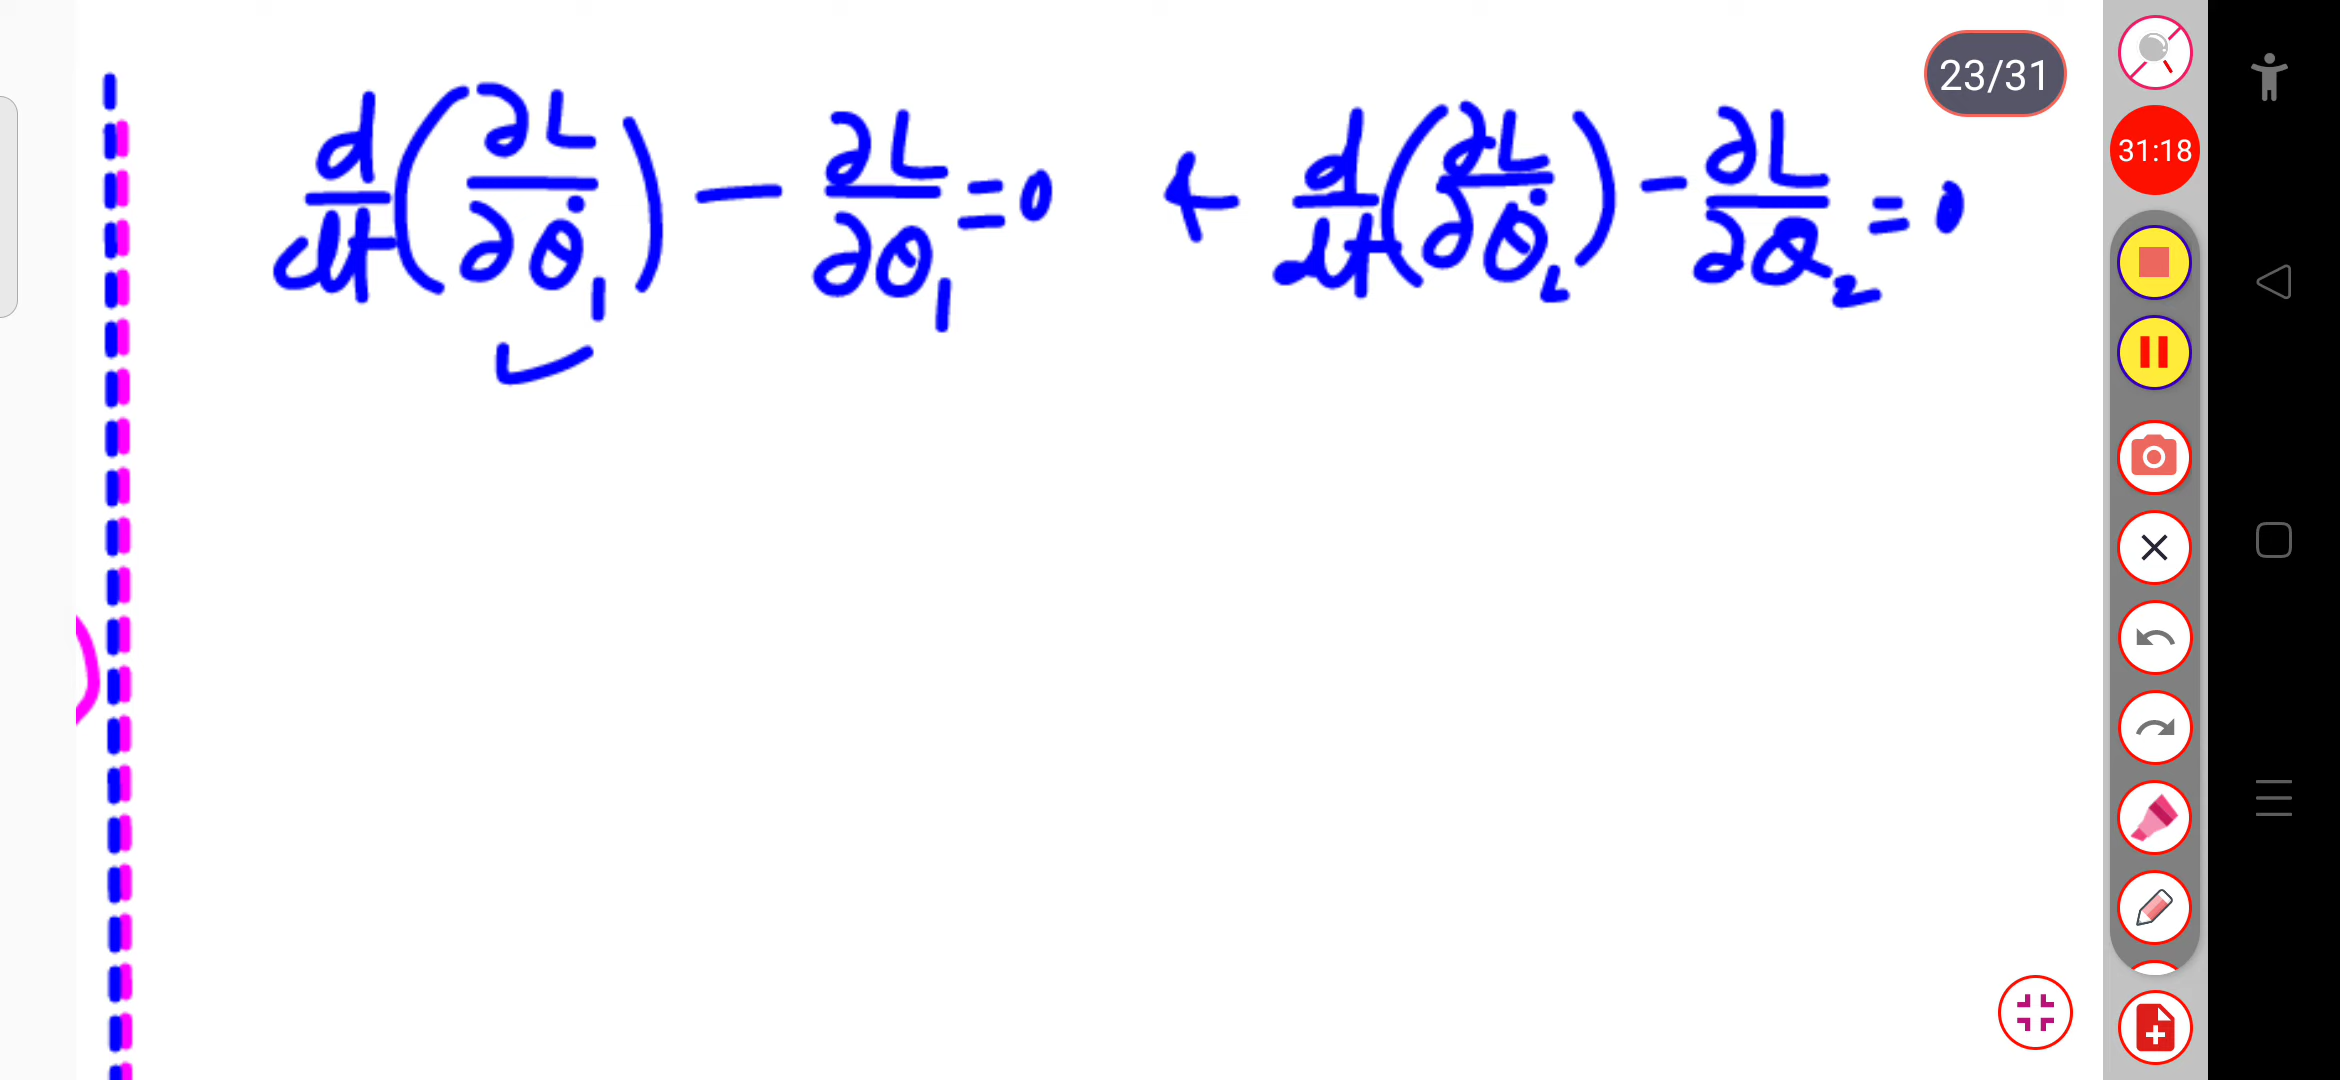 23/31
31:18
d/dt(∂L/∂θ̇₁) − ∂L/∂θ₁ = 0 & d/dt(∂L/∂θ̇₂) − ∂L/∂θ₂ = 0
✓